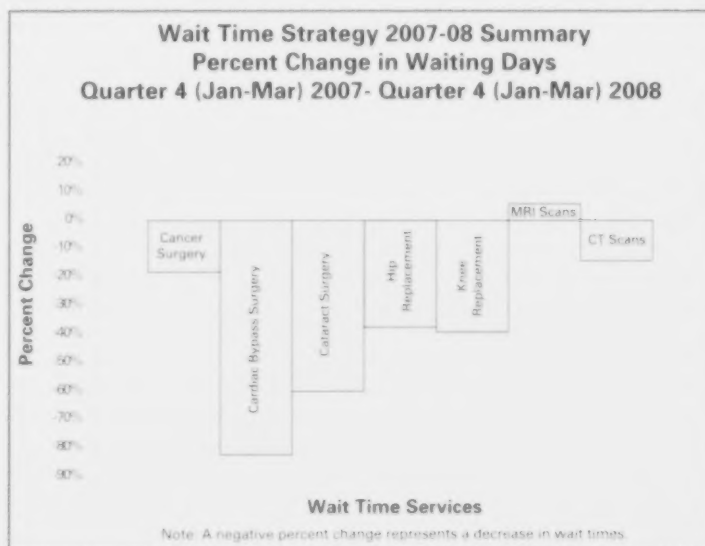 Wait Time Strategy 2007-08 Summary
Percent Change in Waiting Days
Quarter 4 (Jan-Mar) 2007- Quarter 4 (Jan-Mar) 2008
Percent Change
20%
10%
0%
-10%
-20%
-30%
-40%
-50%
-60%
-70%
-80%
-90%
Cancer
Surgery
Cardiac Bypass Surgery
Cataract Surgery
Hip
Replacement
Knee
Replacement
MRI Scans
CT Scans
Wait Time Services
Note: A negative percent change represents a decrease in wait times.